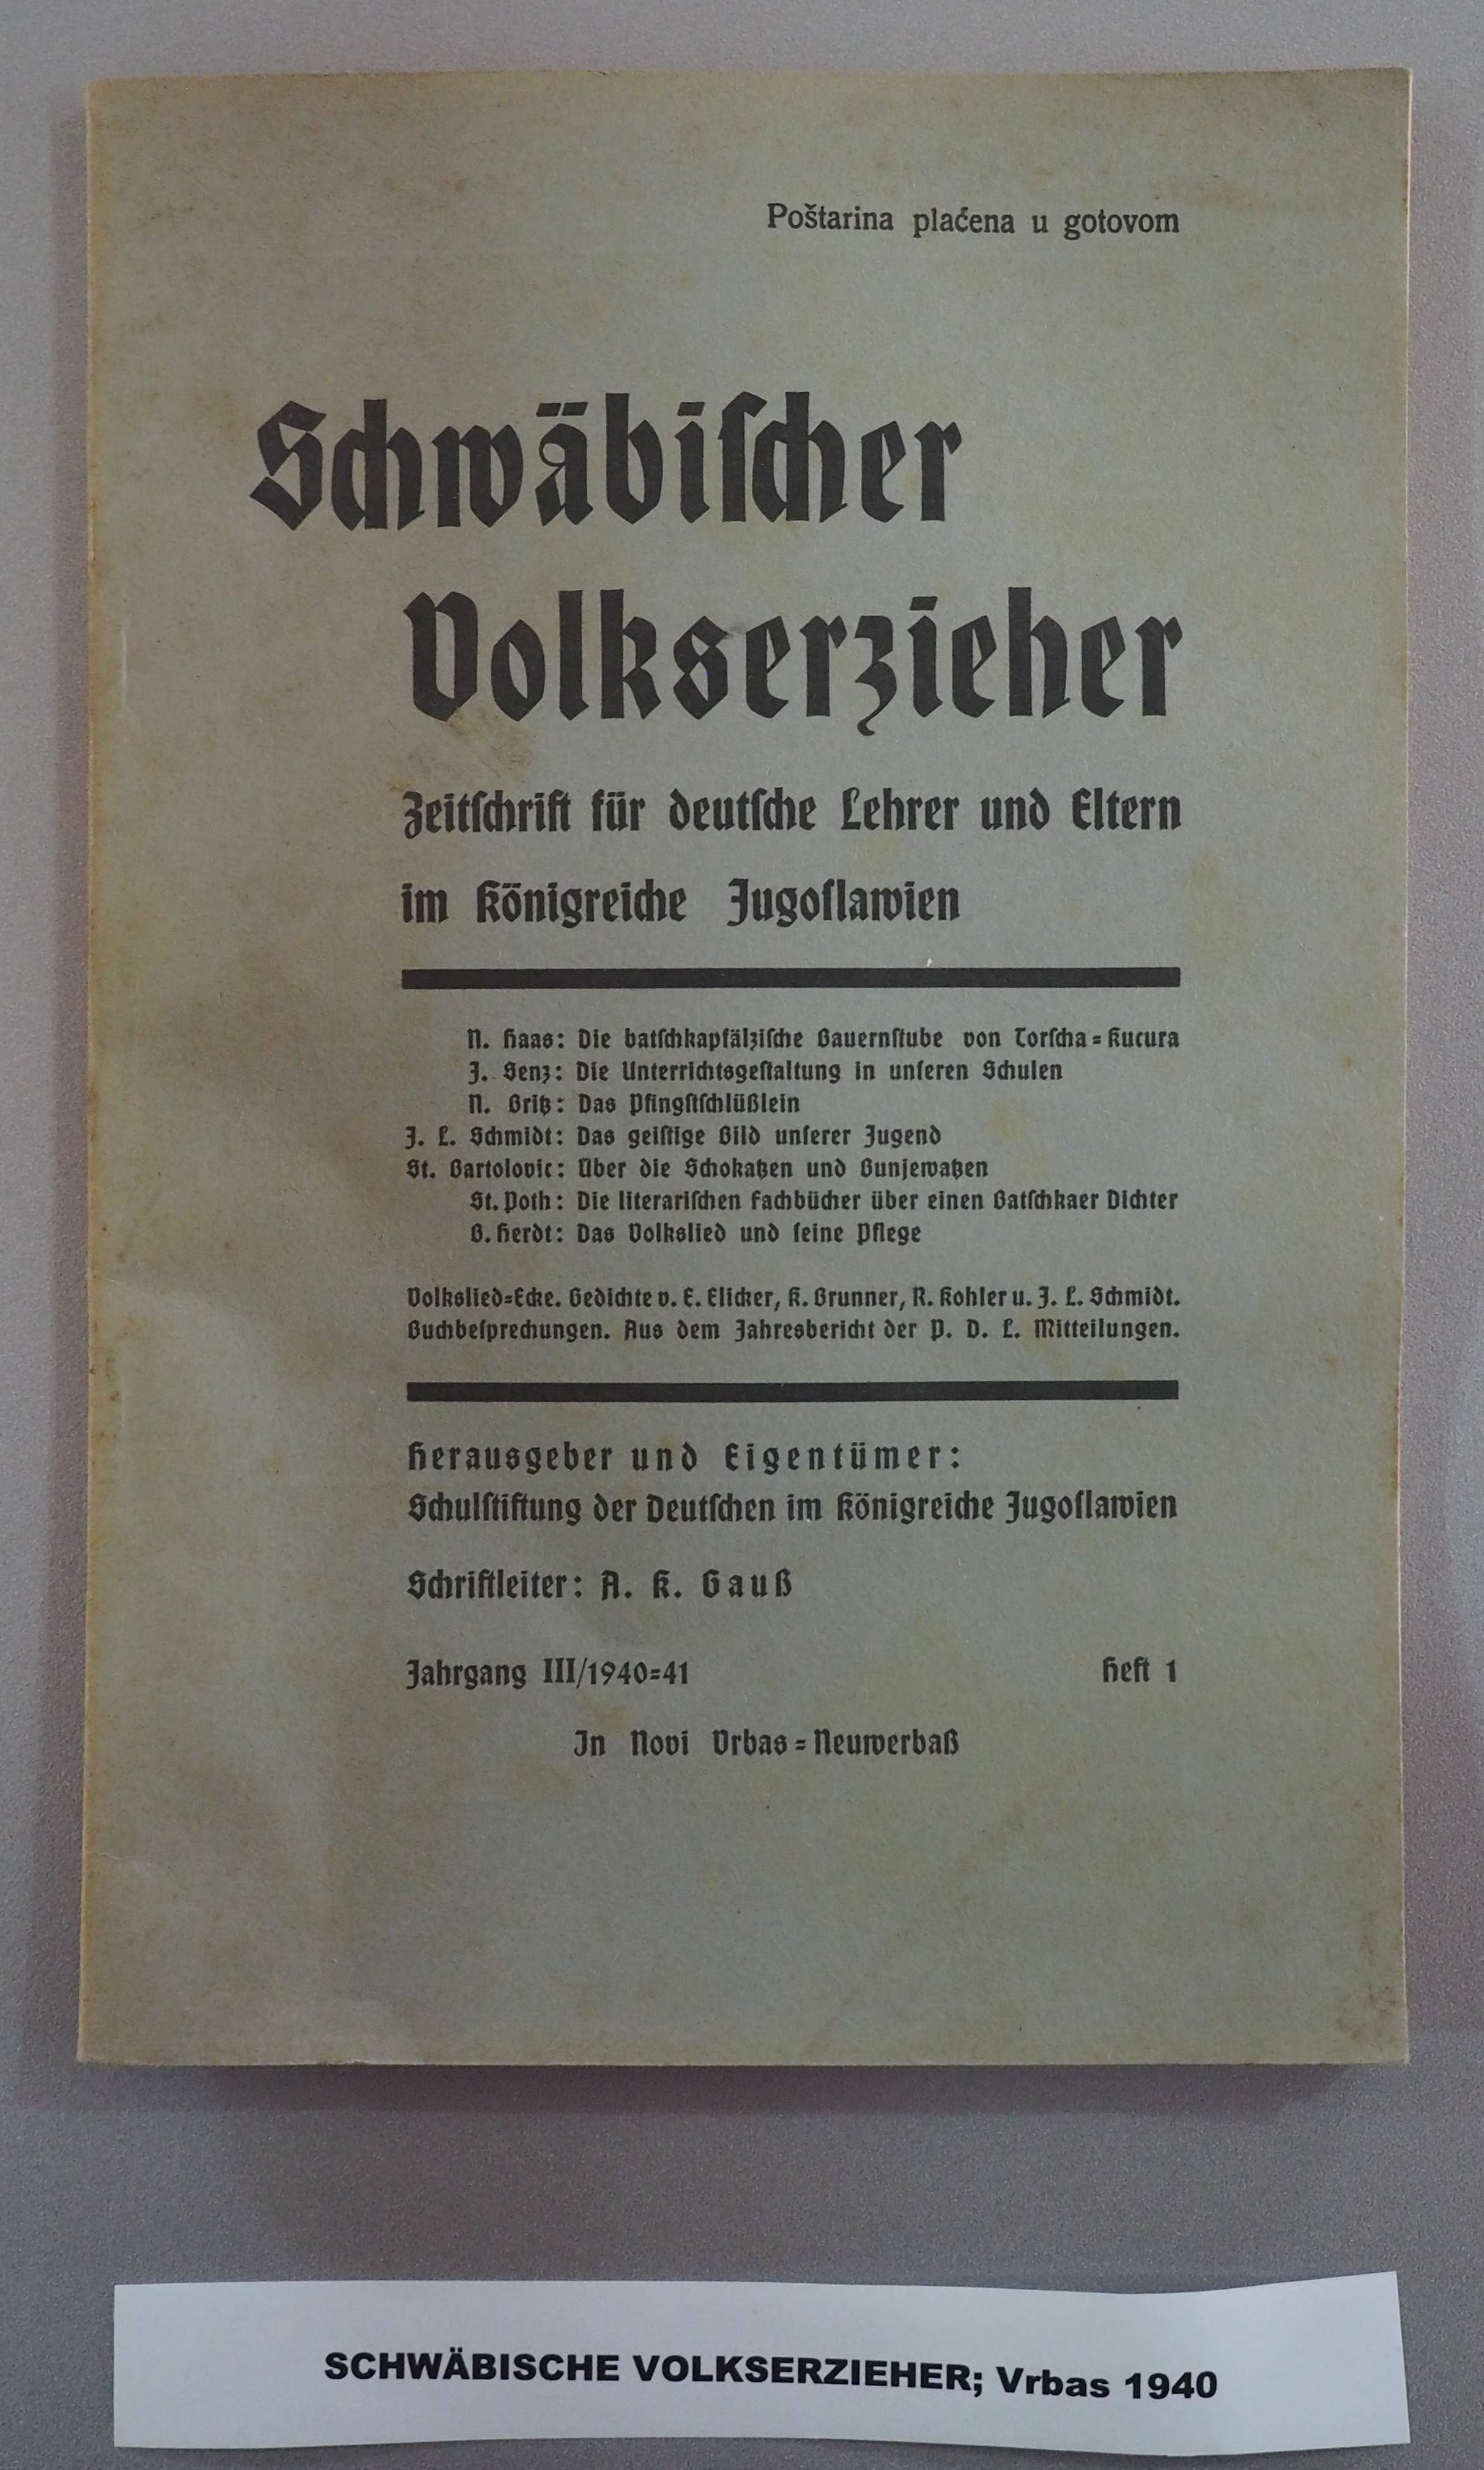 Poštarina plaćena u gotovom
Schwäbiſcher
Volkserzieher
Zeitſchrift für deutſche Lehrer und Eltern
im Königreiche Jugoſlawien
N. Haas: Die batſchkapfälziſche Bauernſtube von Torſcha=Kucura
J. Senz: Die Unterrichtsgeſtaltung in unſeren Schulen
N. Britz: Das Pfingſtſchlüßlein
J. L. Schmidt: Das geiſtige Bild unſerer Jugend
St. Bartolovic: Über die Schokatzen und Bunjewatzen
St. Poth: Die literariſchen Fachbücher über einen Batſchkaer Dichter
B. Herdt: Das Volkslied und ſeine Pflege
Volkslied=Ecke. Gedichte v. E. Elicker, K. Brunner, R. Kohler u. J. L. Schmidt.
Buchbeſprechungen. Aus dem Jahresbericht der P. D. L. Mitteilungen.
Herausgeber und Eigentümer:
Schulſtiftung der Deutſchen im Königreiche Jugoſlawien
Schriftleiter: A. K. Gauß
Jahrgang III/1940=41 Heft 1
In Novi Vrbas=Neuwerbaß
SCHWÄBISCHE VOLKSERZIEHER; Vrbas 1940